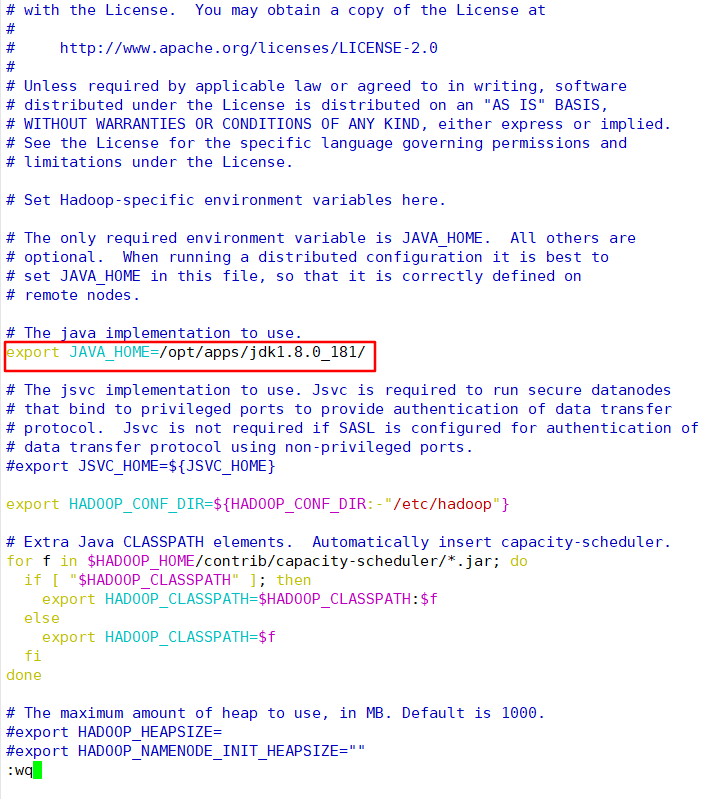 # with the License.  You may obtain a copy of the License at
#
#     http://www.apache.org/licenses/LICENSE-2.0
#
# Unless required by applicable law or agreed to in writing, software
# distributed under the License is distributed on an "AS IS" BASIS,
# WITHOUT WARRANTIES OR CONDITIONS OF ANY KIND, either express or implied.
# See the License for the specific language governing permissions and
# limitations under the License.

# Set Hadoop-specific environment variables here.

# The only required environment variable is JAVA_HOME.  All others are
# optional.  When running a distributed configuration it is best to
# set JAVA_HOME in this file, so that it is correctly defined on
# remote nodes.

# The java implementation to use.
export JAVA_HOME=/opt/apps/jdk1.8.0_181/

# The jsvc implementation to use. Jsvc is required to run secure datanodes
# that bind to privileged ports to provide authentication of data transfer
# protocol.  Jsvc is not required if SASL is configured for authentication of
# data transfer protocol using non-privileged ports.
#export JSVC_HOME=${JSVC_HOME}

export HADOOP_CONF_DIR=${HADOOP_CONF_DIR:-"/etc/hadoop"}

# Extra Java CLASSPATH elements.  Automatically insert capacity-scheduler.
for f in $HADOOP_HOME/contrib/capacity-scheduler/*.jar; do
  if [ "$HADOOP_CLASSPATH" ]; then
    export HADOOP_CLASSPATH=$HADOOP_CLASSPATH:$f
  else
    export HADOOP_CLASSPATH=$f
  fi
done

# The maximum amount of heap to use, in MB. Default is 1000.
#export HADOOP_HEAPSIZE=
#export HADOOP_NAMENODE_INIT_HEAPSIZE=""
:wq